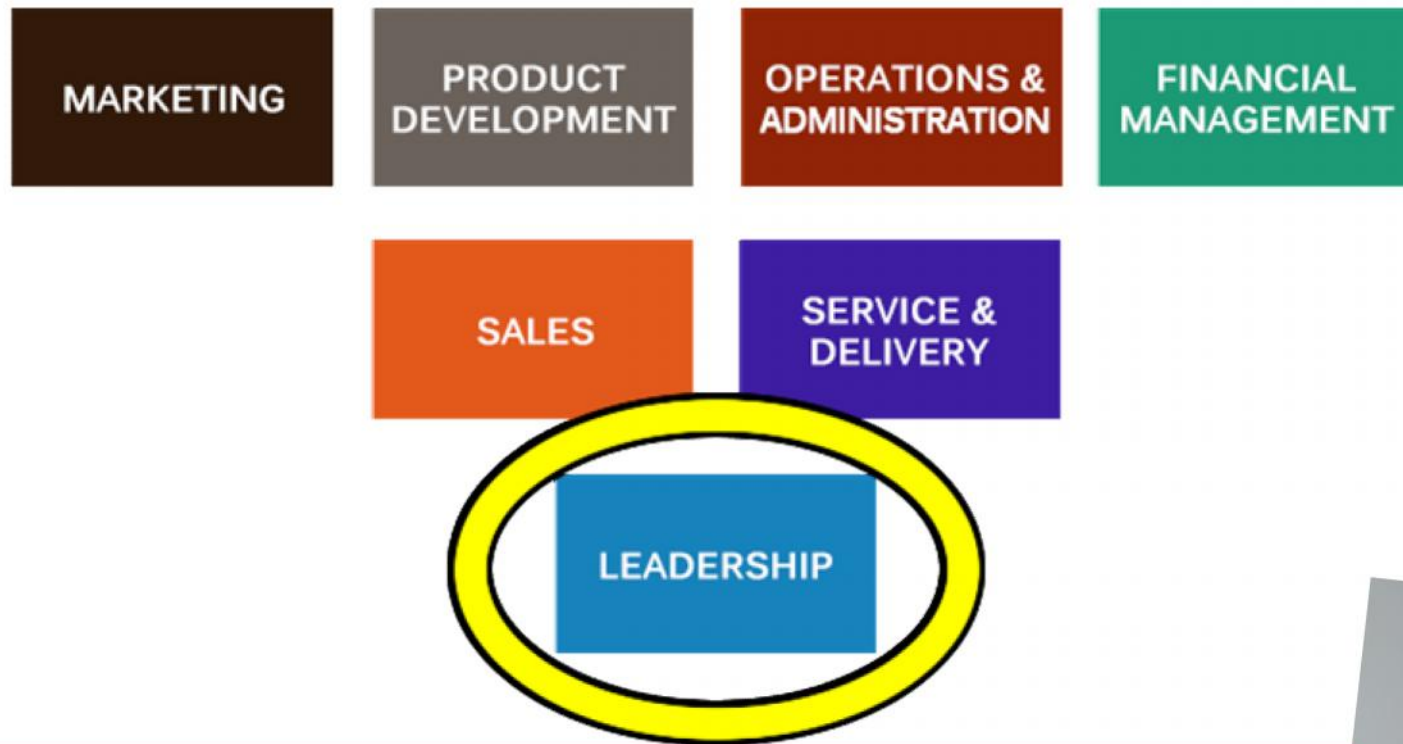 MARKETING
PRODUCT
DEVELOPMENT
OPERATIONS &
ADMINISTRATION
FINANCIAL
MANAGEMENT
SALES
SERVICE &
DELIVERY
LEADERSHIP